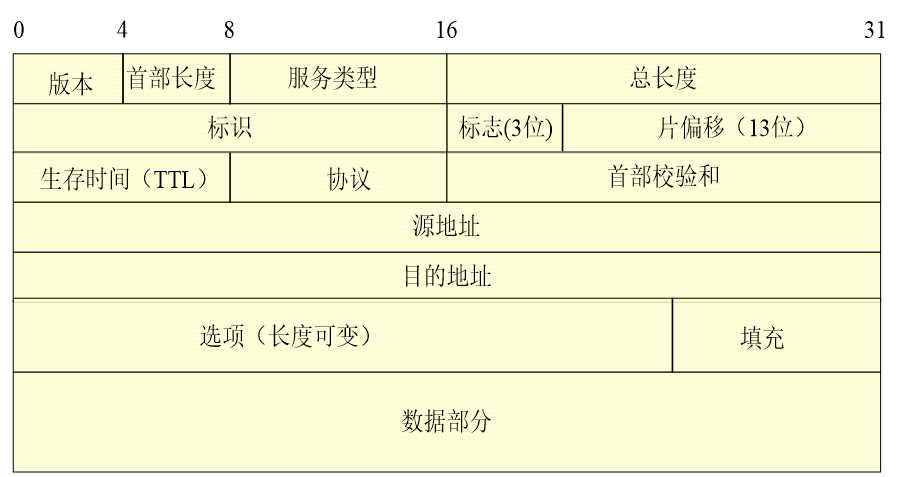 0 4 8 16 31
版本 首部长度 服务类型 总长度
标识 标志(3位) 片偏移（13位）
生存时间（TTL） 协议 首部校验和
源地址
目的地址
选项（长度可变） 填充
数据部分